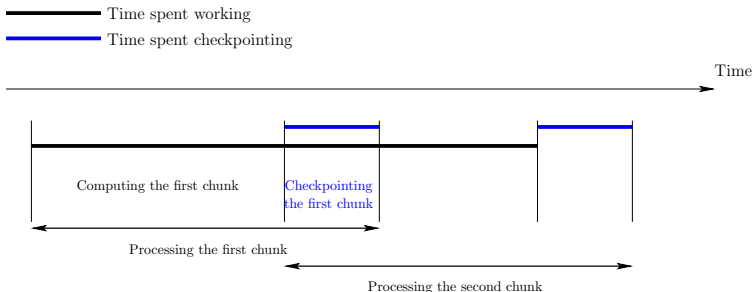 Time spent working
Time spent checkpointing
Time
Computing the first chunk
Checkpointing
the first chunk
Processing the first chunk
Processing the second chunk